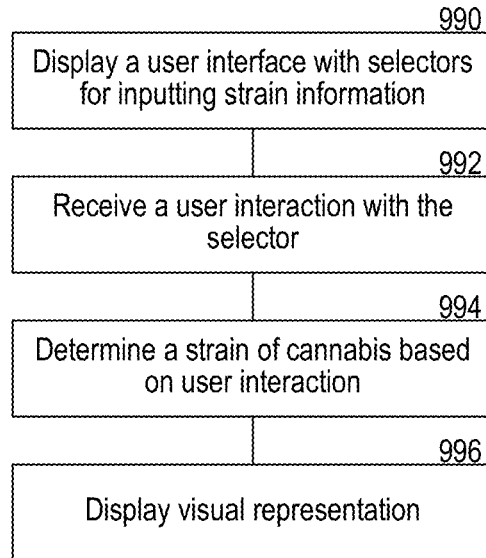 990
Display a user interface with selectors
for inputting strain information
992
Receive a user interaction with the
selector
994
Determine a strain of cannabis based
on user interaction
996
Display visual representation